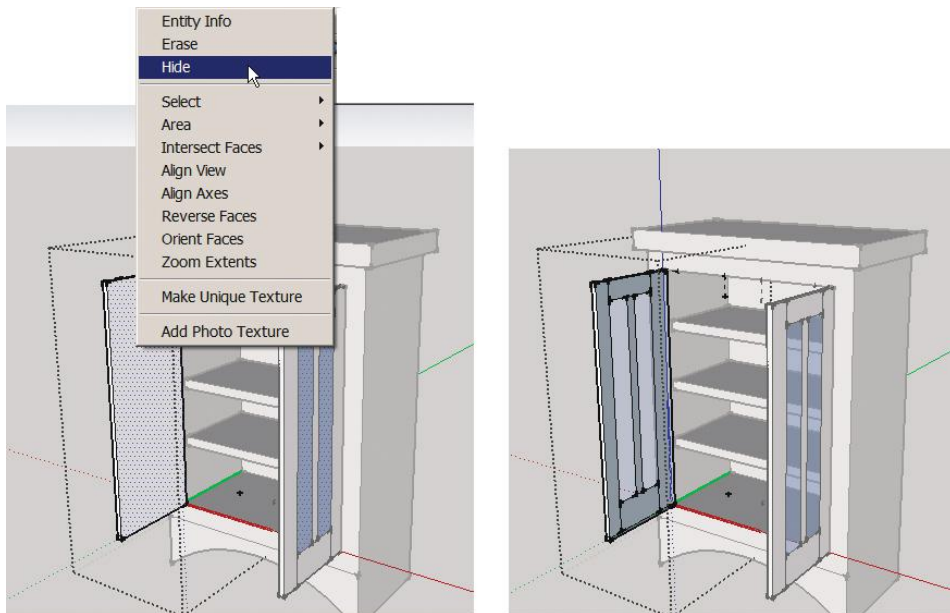 Entity Info
Erase
Hide
Select
Area
Intersect Faces
Align View
Align Axes
Reverse Faces
Orient Faces
Zoom Extents
Make Unique Texture
Add Photo Texture